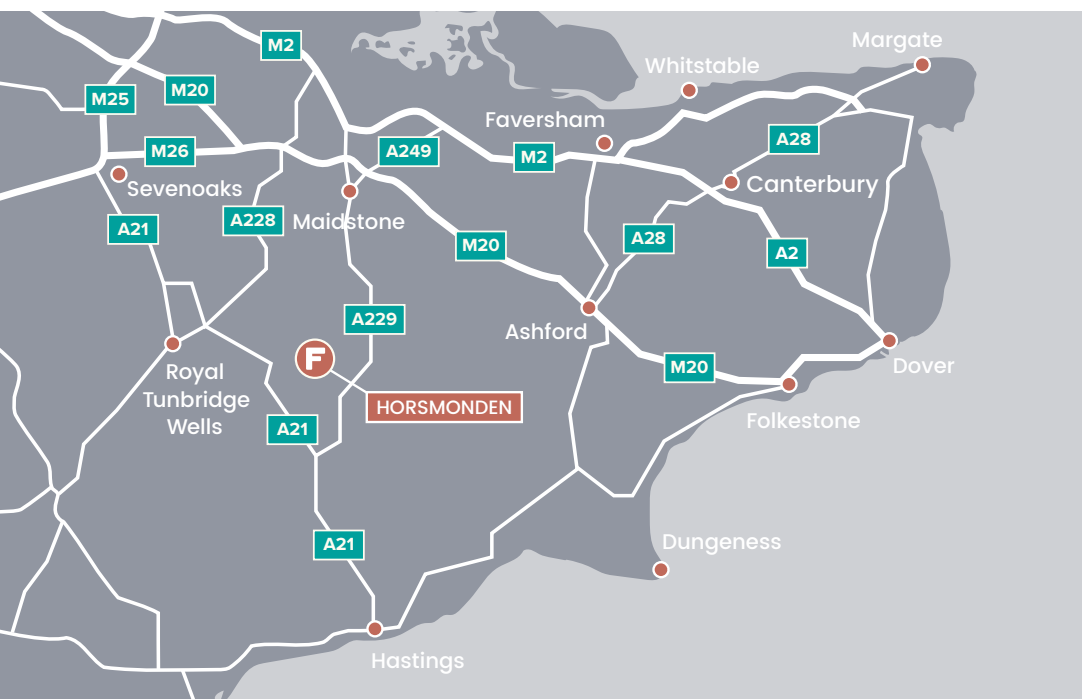 Margate
M2
Whitstable
M20
M25
Faversham
A28
A249
M26
M2
Sevenoaks
Canterbury
A21
A228
Maidstone
A28
M20
A2
A229
Ashford
F
Dover
M20
Royal
Tunbridge
Wells
HORSMONDEN
Folkestone
A21
A21
Dungeness
Hastings